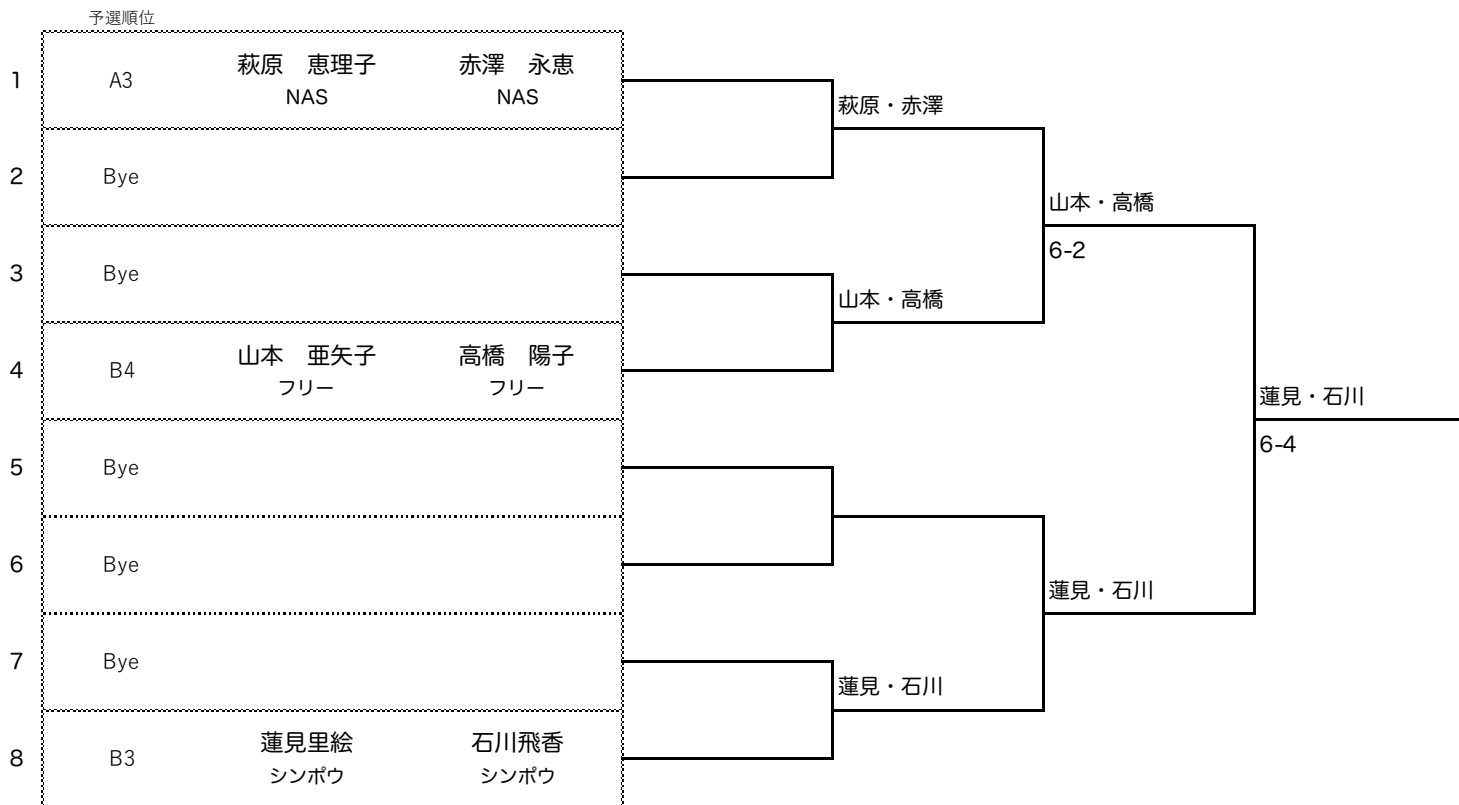 予選順位
1 A3 萩原　恵理子 赤澤　永恵
NAS NAS
萩原・赤澤
2 Bye
山本・高橋
6-2
3 Bye
山本・高橋
4 B4 山本　亜矢子 高橋　陽子
フリー フリー
蓮見・石川
6-4
5 Bye
6 Bye
蓮見・石川
7 Bye
蓮見・石川
8 B3 蓮見里絵 石川飛香
シンポウ シンポウ